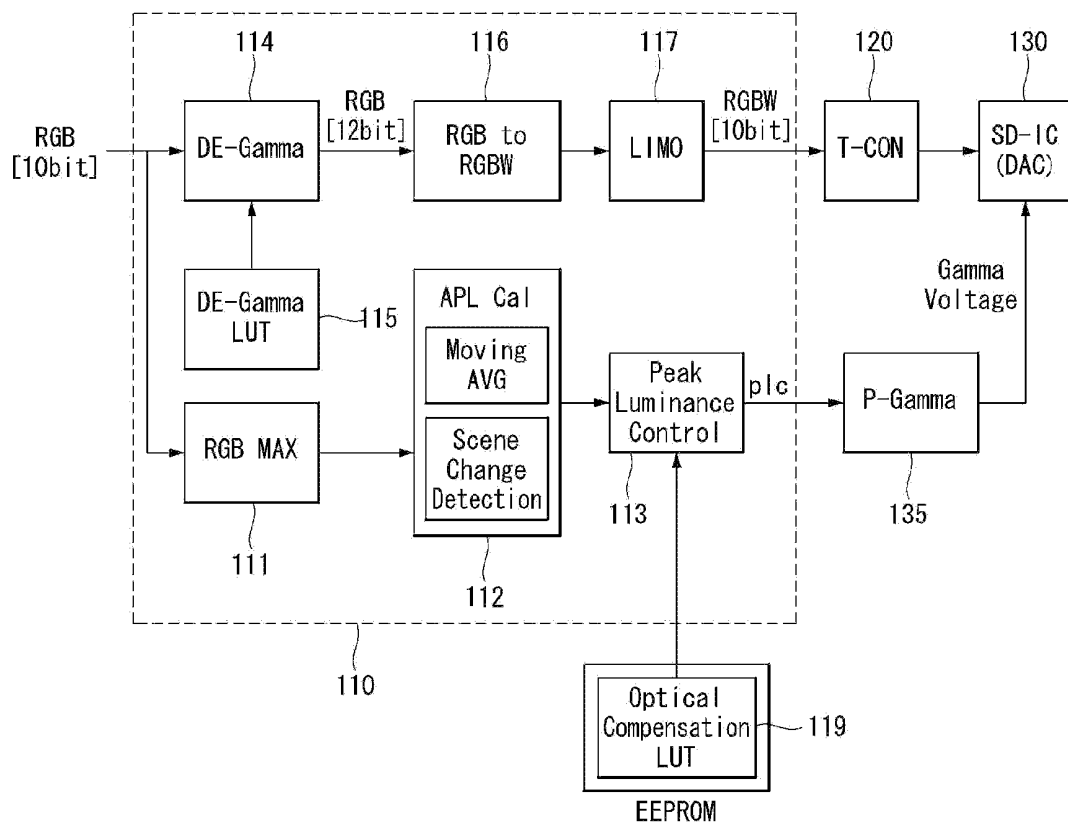 114
116
117
120
130
RGB
[10bit]
DE-Gamma
RGB
[12bit]
RGB to
RGBW
LIMO
RGBW
[10bit]
T-CON
SD-IC
(DAC)
DE-Gamma
LUT
115
APL Cal
Moving
AVG
Scene
Change
Detection
112
Peak
Luminance
Control
113
plc
P-Gamma
135
Gamma
Voltage
RGB MAX
111
110
Optical
Compensation
LUT
119
EEPROM